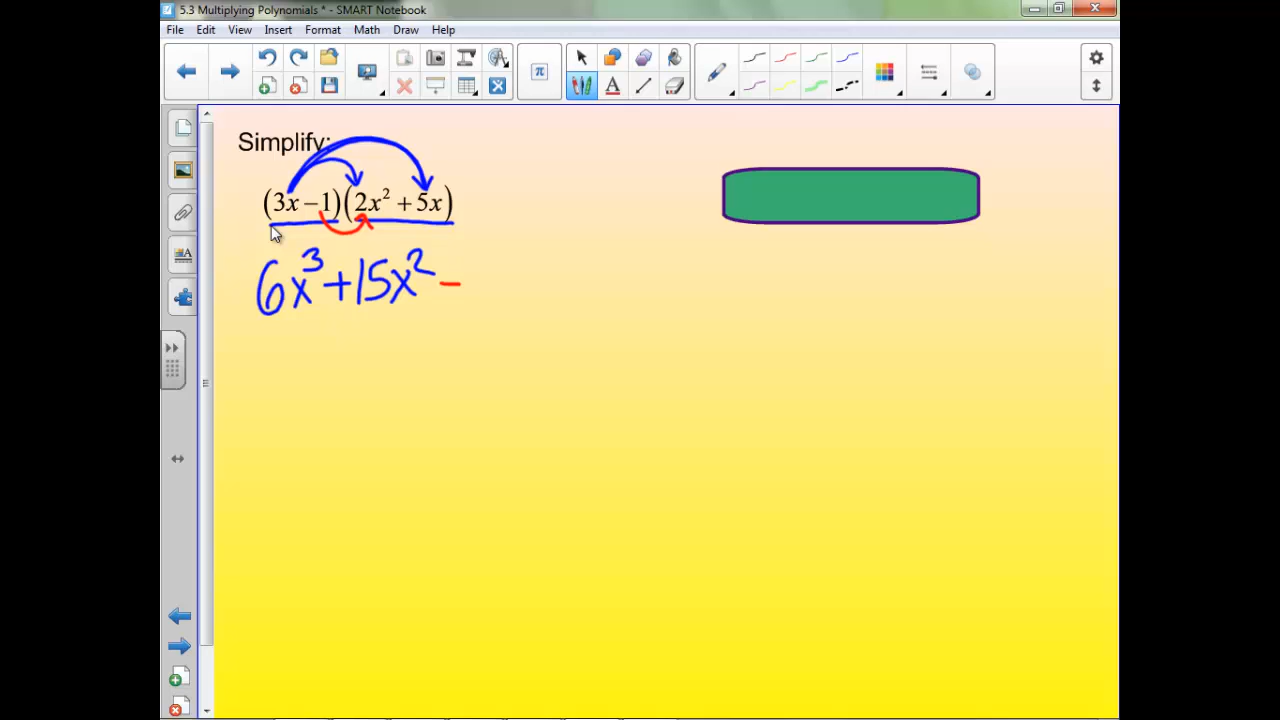 5.3 Multiplying Polynomials * - SMART Notebook
File Edit View Insert Format Math Draw Help
π
A
Simplify:
(3x − 1)(2x² + 5x)
6x³ + 15x² −